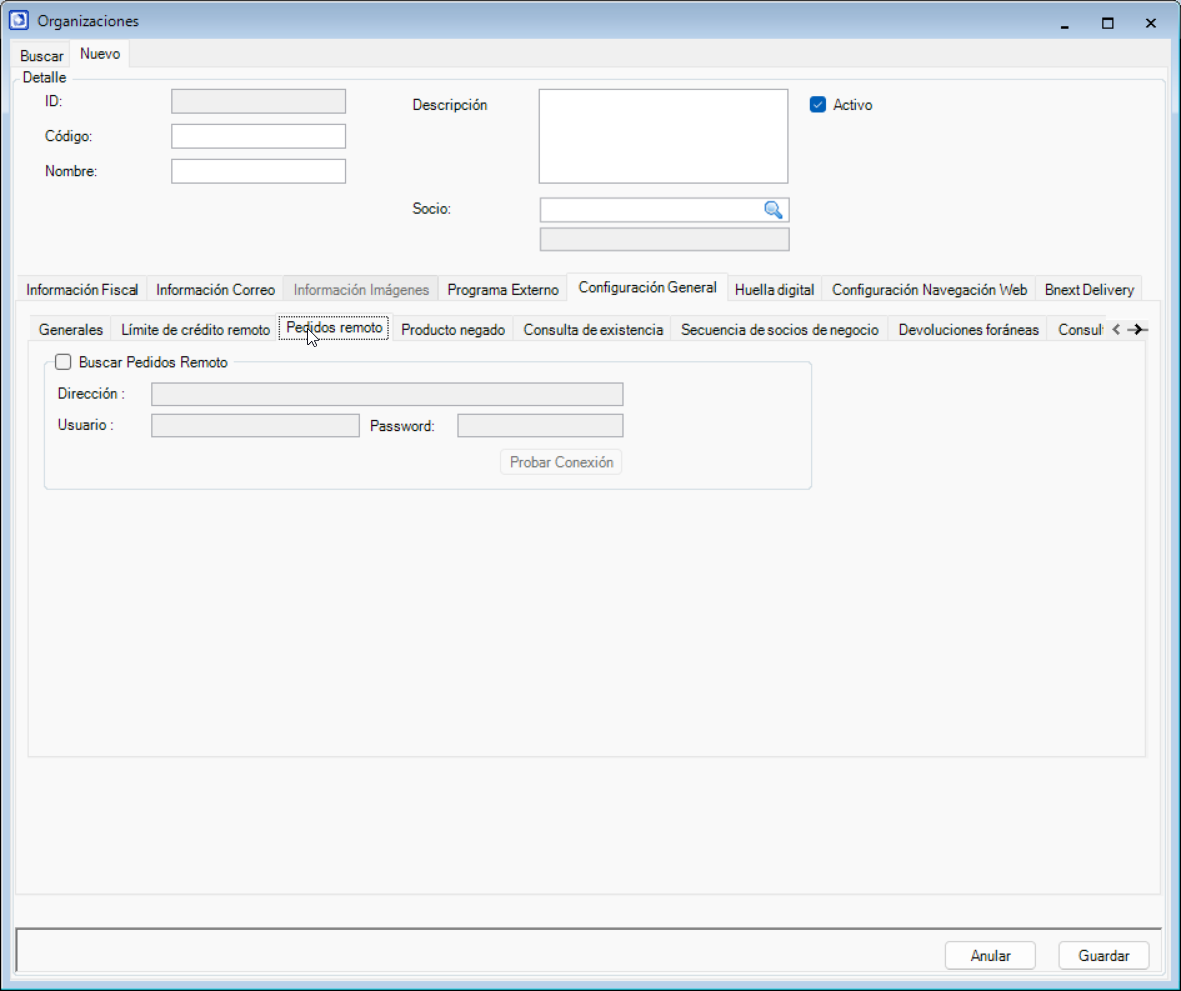 Organizaciones
Buscar Nuevo
Detalle
ID:
Descripción
Activo
Código:
Nombre:
Socio:
Información Fiscal Información Correo Información Imágenes Programa Externo Configuración General Huella digital Configuración Navegación Web Bnext Delivery
Generales Límite de crédito remoto Pedidos remoto Producto negado Consulta de existencia Secuencia de socios de negocio Devoluciones foráneas Consul
Buscar Pedidos Remoto
Dirección :
Usuario : Password:
Probar Conexión
Anular Guardar